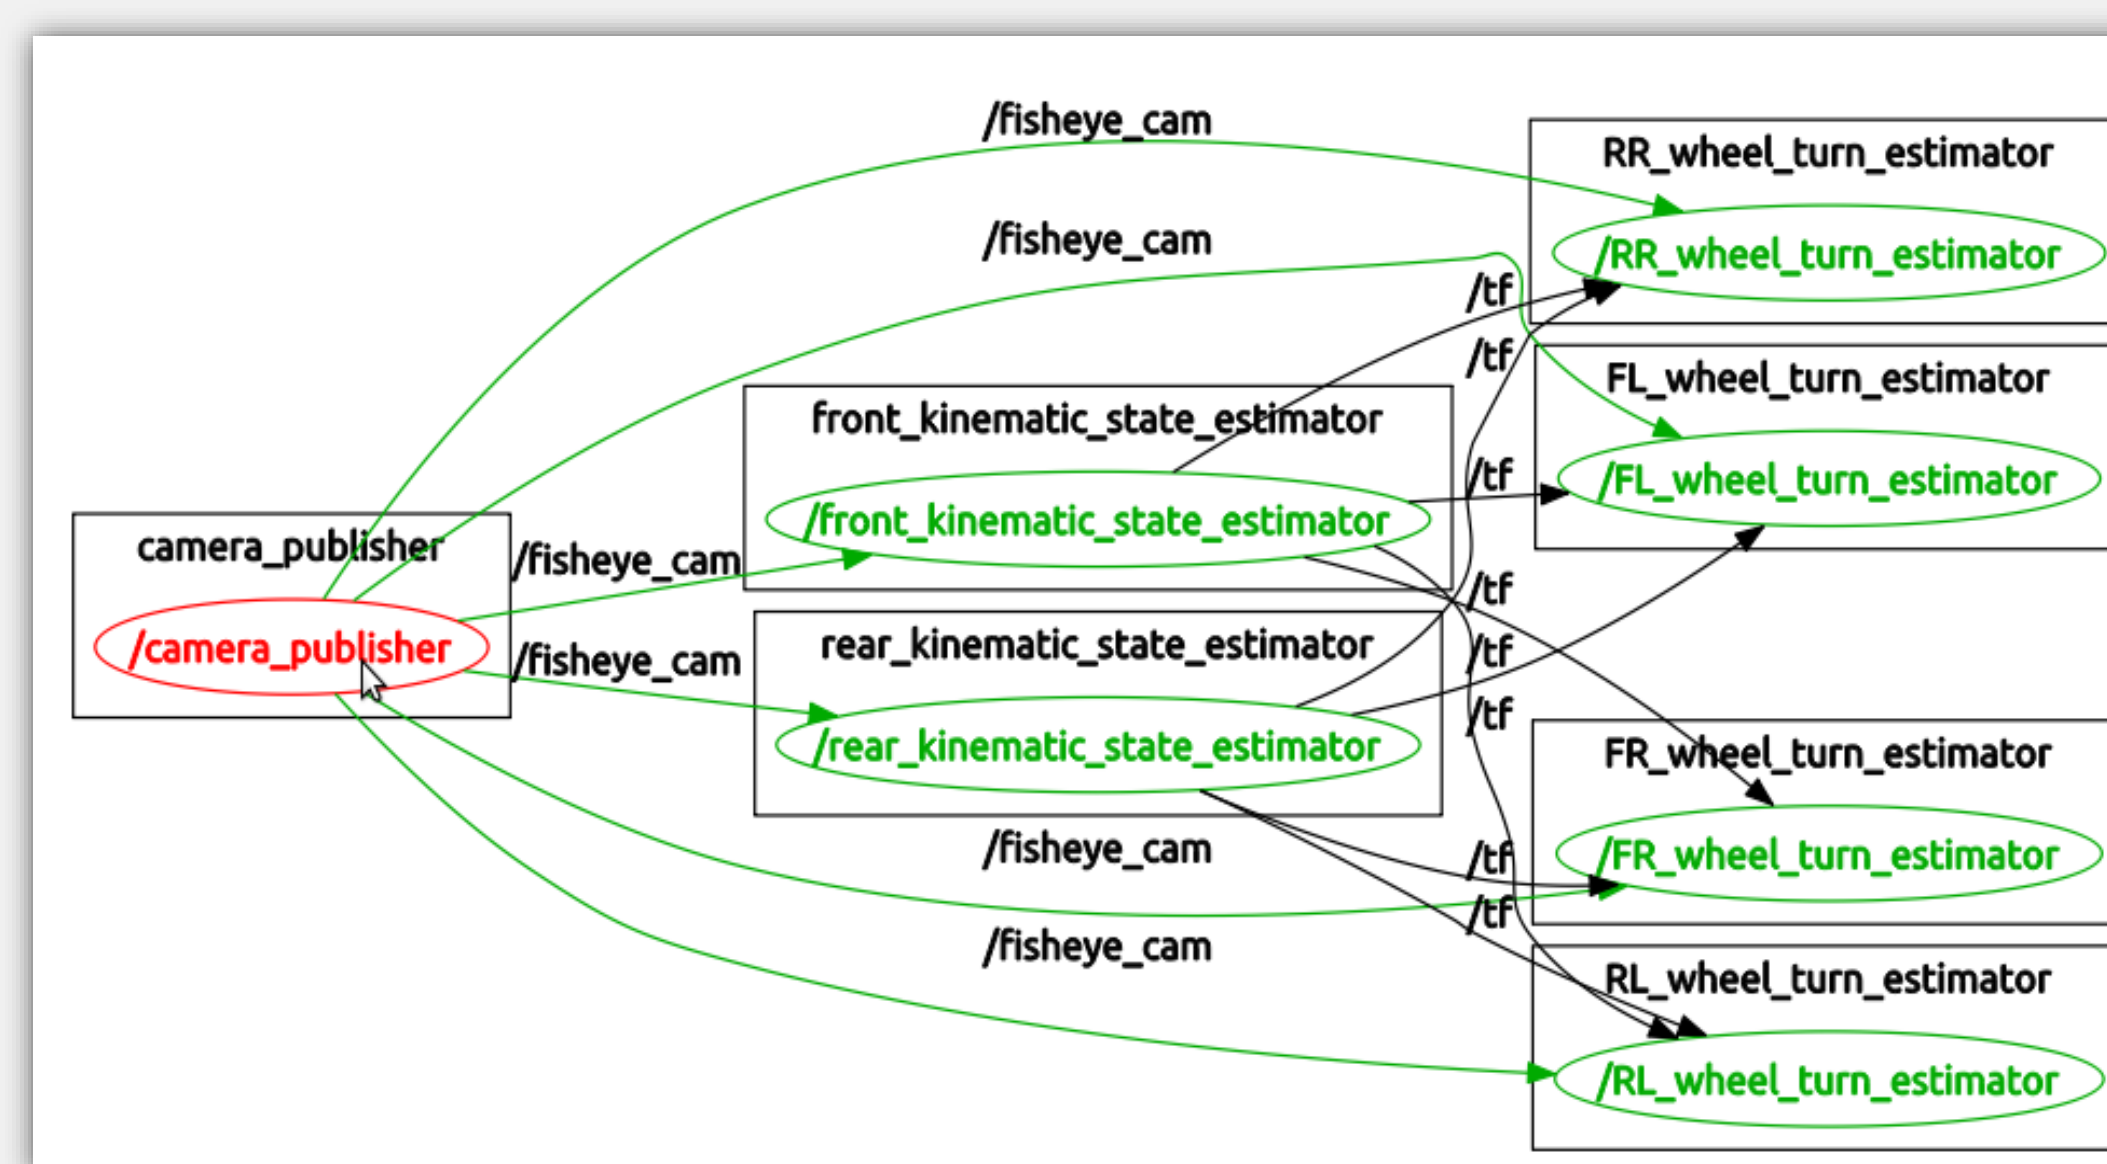 /fisheye_cam
RR_wheel_turn_estimator
/fisheye_cam
/RR_wheel_turn_estimator
/tf
/tf
FL_wheel_turn_estimator
front_kinematic_state_estimator
/tf
/FL_wheel_turn_estimator
/front_kinematic_state_estimator
camera_publisher
/fisheye_cam
/tf
/camera_publisher
/fisheye_cam
rear_kinematic_state_estimator
/tf
/tf
/rear_kinematic_state_estimator
FR_wheel_turn_estimator
/fisheye_cam
/tf
/FR_wheel_turn_estimator
/tf
/fisheye_cam
RL_wheel_turn_estimator
/RL_wheel_turn_estimator